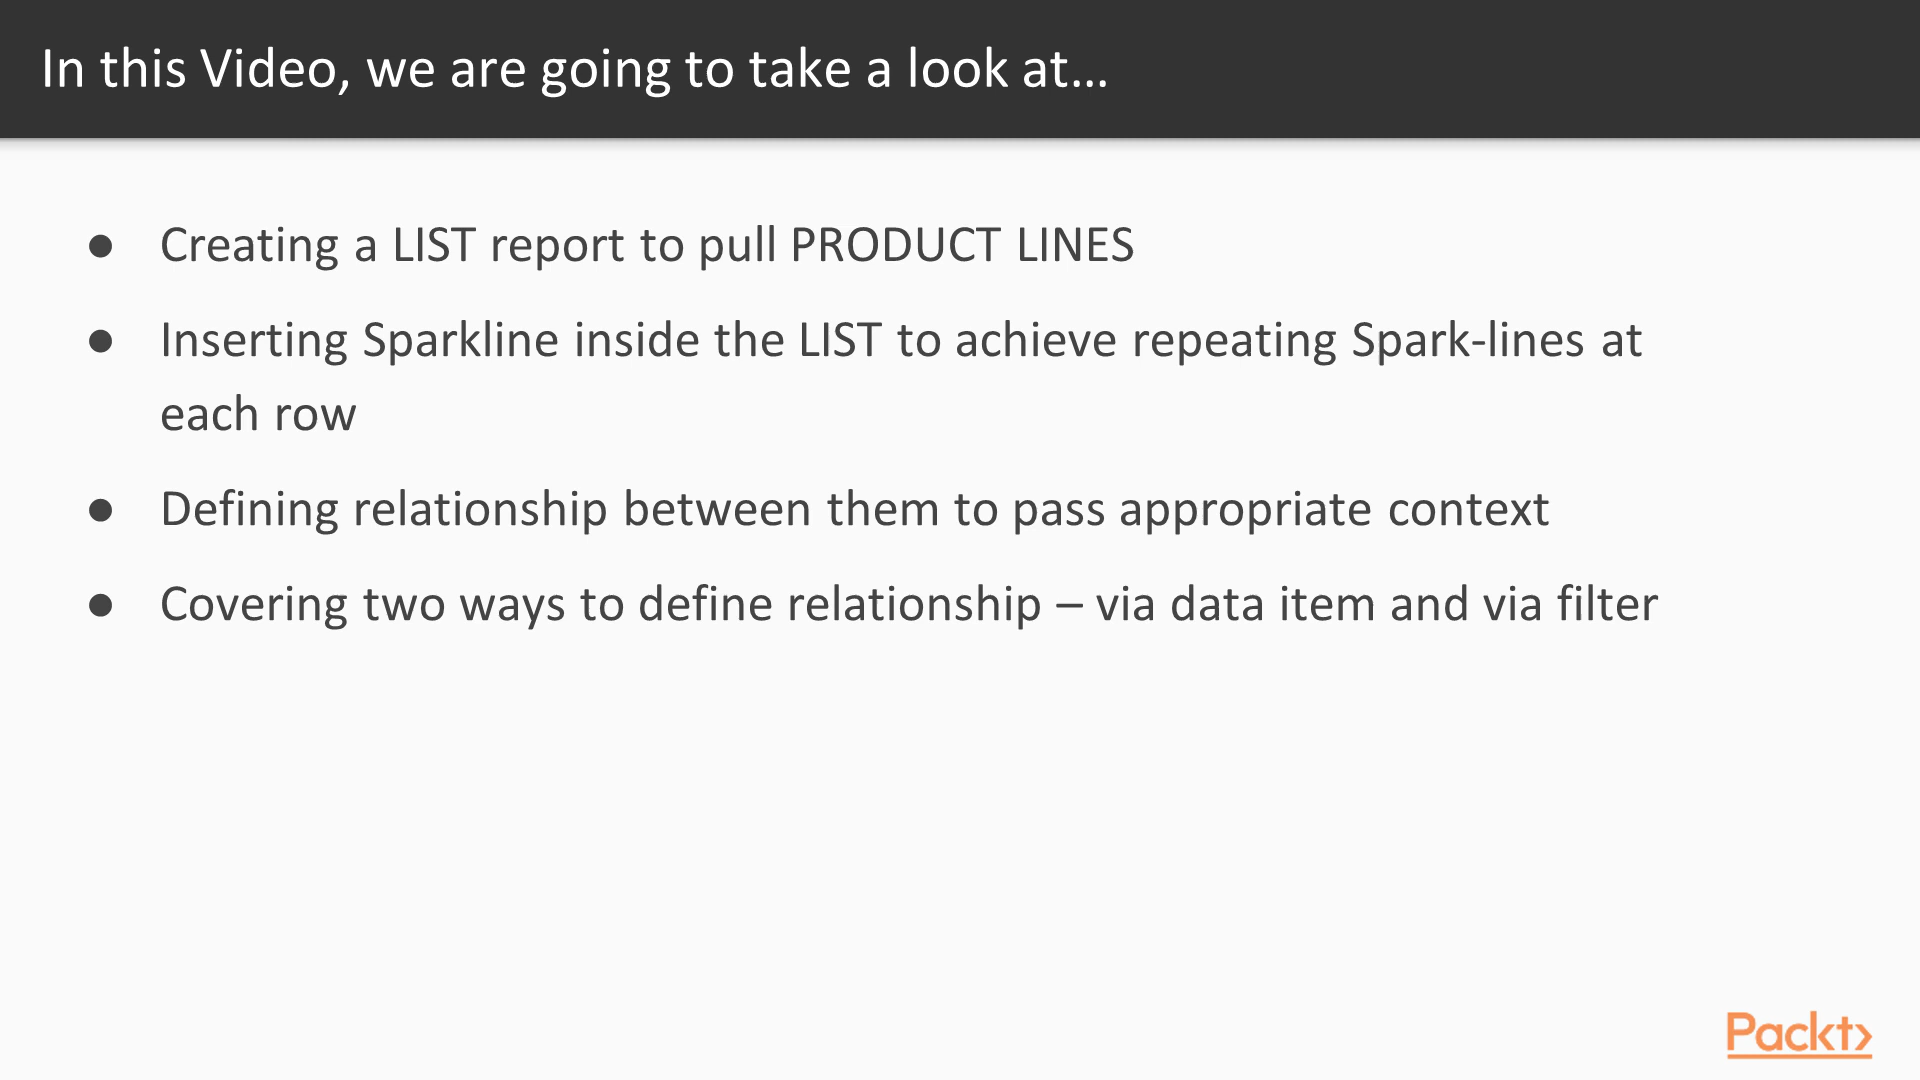 In this Video, we are going to take a look at...
● Creating a LIST report to pull PRODUCT LINES
● Inserting Sparkline inside the LIST to achieve repeating Spark-lines at
each row
● Defining relationship between them to pass appropriate context
● Covering two ways to define relationship – via data item and via filter
Packt>